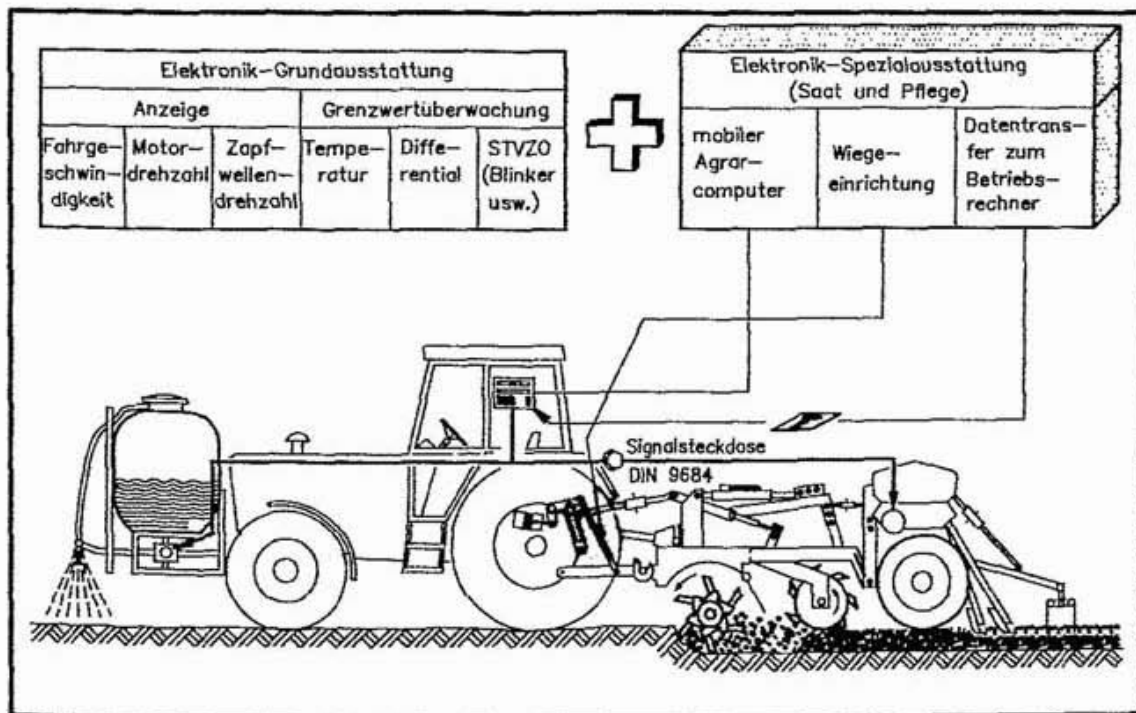 Elektronik-Grundausstattung
Anzeige
Grenzwertüberwachung
Fahrge-
schwin-
digkeit
Motor-
drehzahl
Zapf-
wellen-
drehzahl
Tempe-
ratur
Diffe-
rential
STVZO
(Blinker
usw.)
Elektronik-Spezialausstattung
(Saat und Pflege)
mobiler
Agrar-
computer
Wiege-
einrichtung
Datentrans-
fer zum
Betriebs-
rechner
Signalsteckdose
DIN 9684